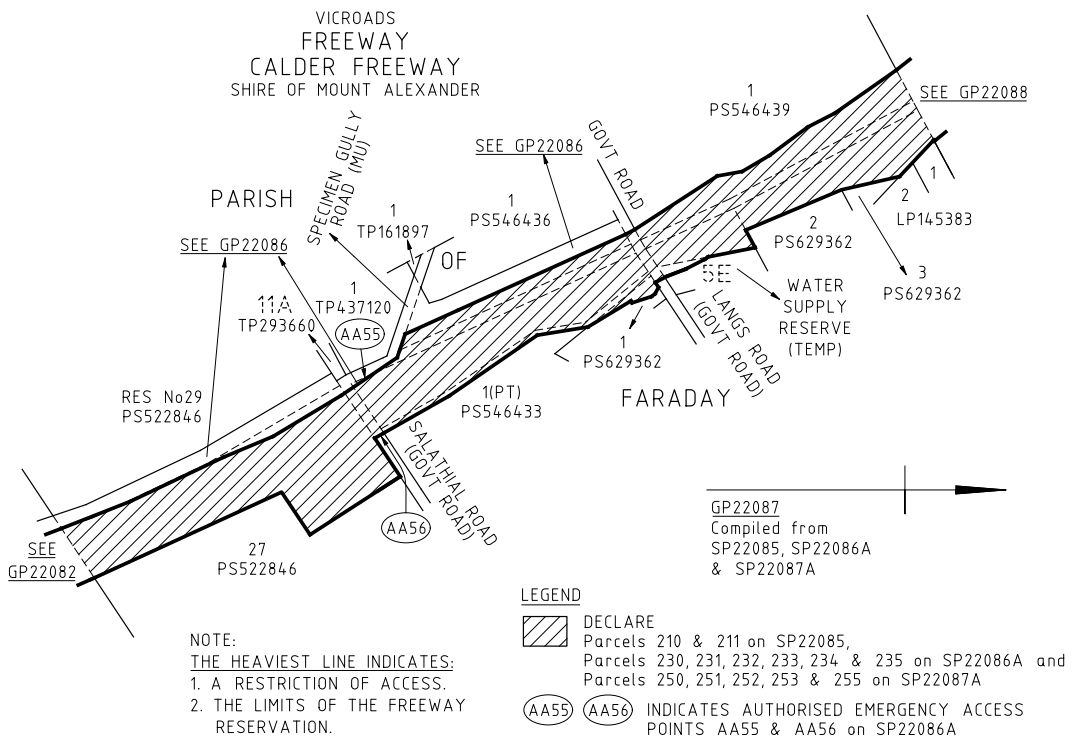 VICROADS
FREEWAY
CALDER FREEWAY
SHIRE OF MOUNT ALEXANDER
1
PS546439
SEE GP22088
SPECIMEN GULLY
ROAD (MU)
SEE GP22086
GOVT ROAD
PARISH
1
TP161897
1
PS546436
1
2
LP145383
2
PS629362
3
PS629362
SEE GP22086
OF
11A
TP293660
1
TP437120
AA55
5E
WATER
SUPPLY
RESERVE
(TEMP)
LANGS ROAD
(GOVT ROAD)
1
PS629362
FARADAY
RES No29
PS522846
1(PT)
PS546433
SALATHIAL ROAD
(GOVT ROAD)
AA56
SEE
GP22082
27
PS522846
GP22087
Compiled from
SP22085, SP22086A
& SP22087A
LEGEND
DECLARE
Parcels 210 & 211 on SP22085,
Parcels 230, 231, 232, 233, 234 & 235 on SP22086A and
Parcels 250, 251, 252, 253 & 255 on SP22087A
AA55 AA56 INDICATES AUTHORISED EMERGENCY ACCESS
POINTS AA55 & AA56 on SP22086A
NOTE:
THE HEAVIEST LINE INDICATES:
1. A RESTRICTION OF ACCESS.
2. THE LIMITS OF THE FREEWAY
RESERVATION.